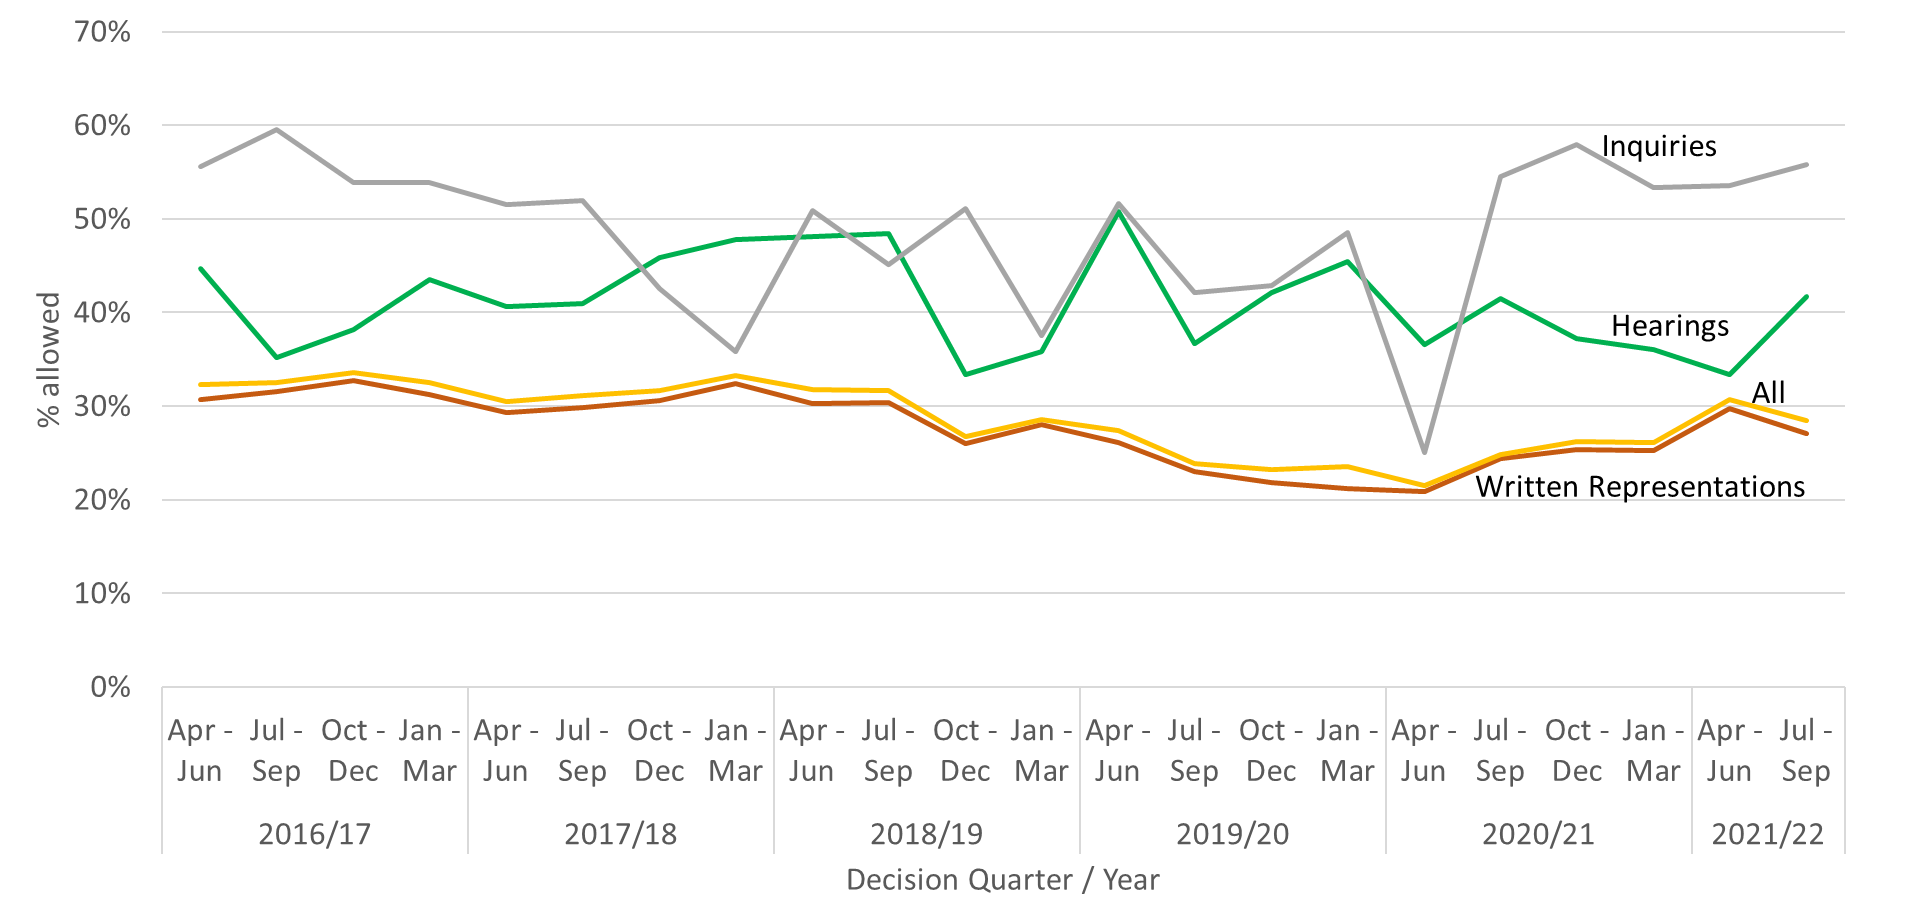 70%
60%
50%
40%
30%
20%
10%
0%
% allowed
Inquiries
Hearings
All
Written Representations
Apr - Jul - Oct - Jan - Apr - Jul - Oct - Jan - Apr - Jul - Oct - Jan - Apr - Jul - Oct - Jan - Apr - Jul - Oct - Jan - Apr - Jul -
Jun Sep Dec Mar Jun Sep Dec Mar Jun Sep Dec Mar Jun Sep Dec Mar Jun Sep Dec Mar Jun Sep
2016/17 2017/18 2018/19 2019/20 2020/21 2021/22
Decision Quarter / Year